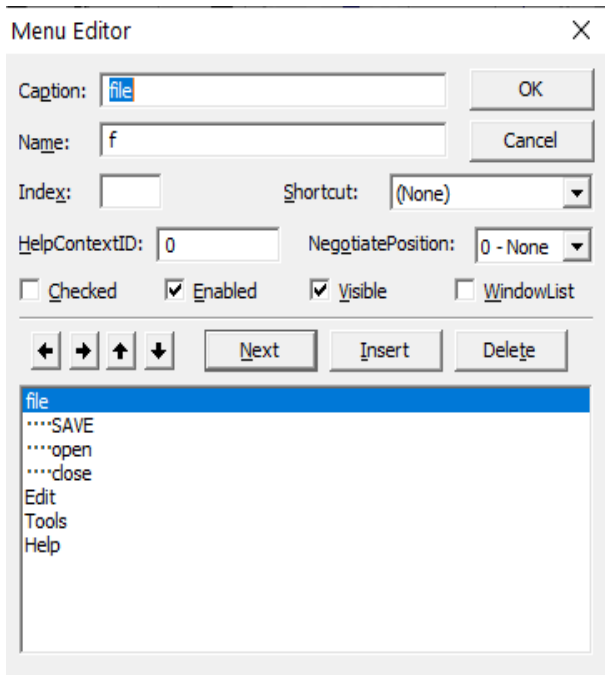 Menu Editor
Caption: file OK
Name: f Cancel
Index: Shortcut: (None)
HelpContextID: 0 NegotiatePosition: 0 - None
Checked Enabled Visible WindowList
Next Insert Delete
file
····SAVE
····open
····close
Edit
Tools
Help